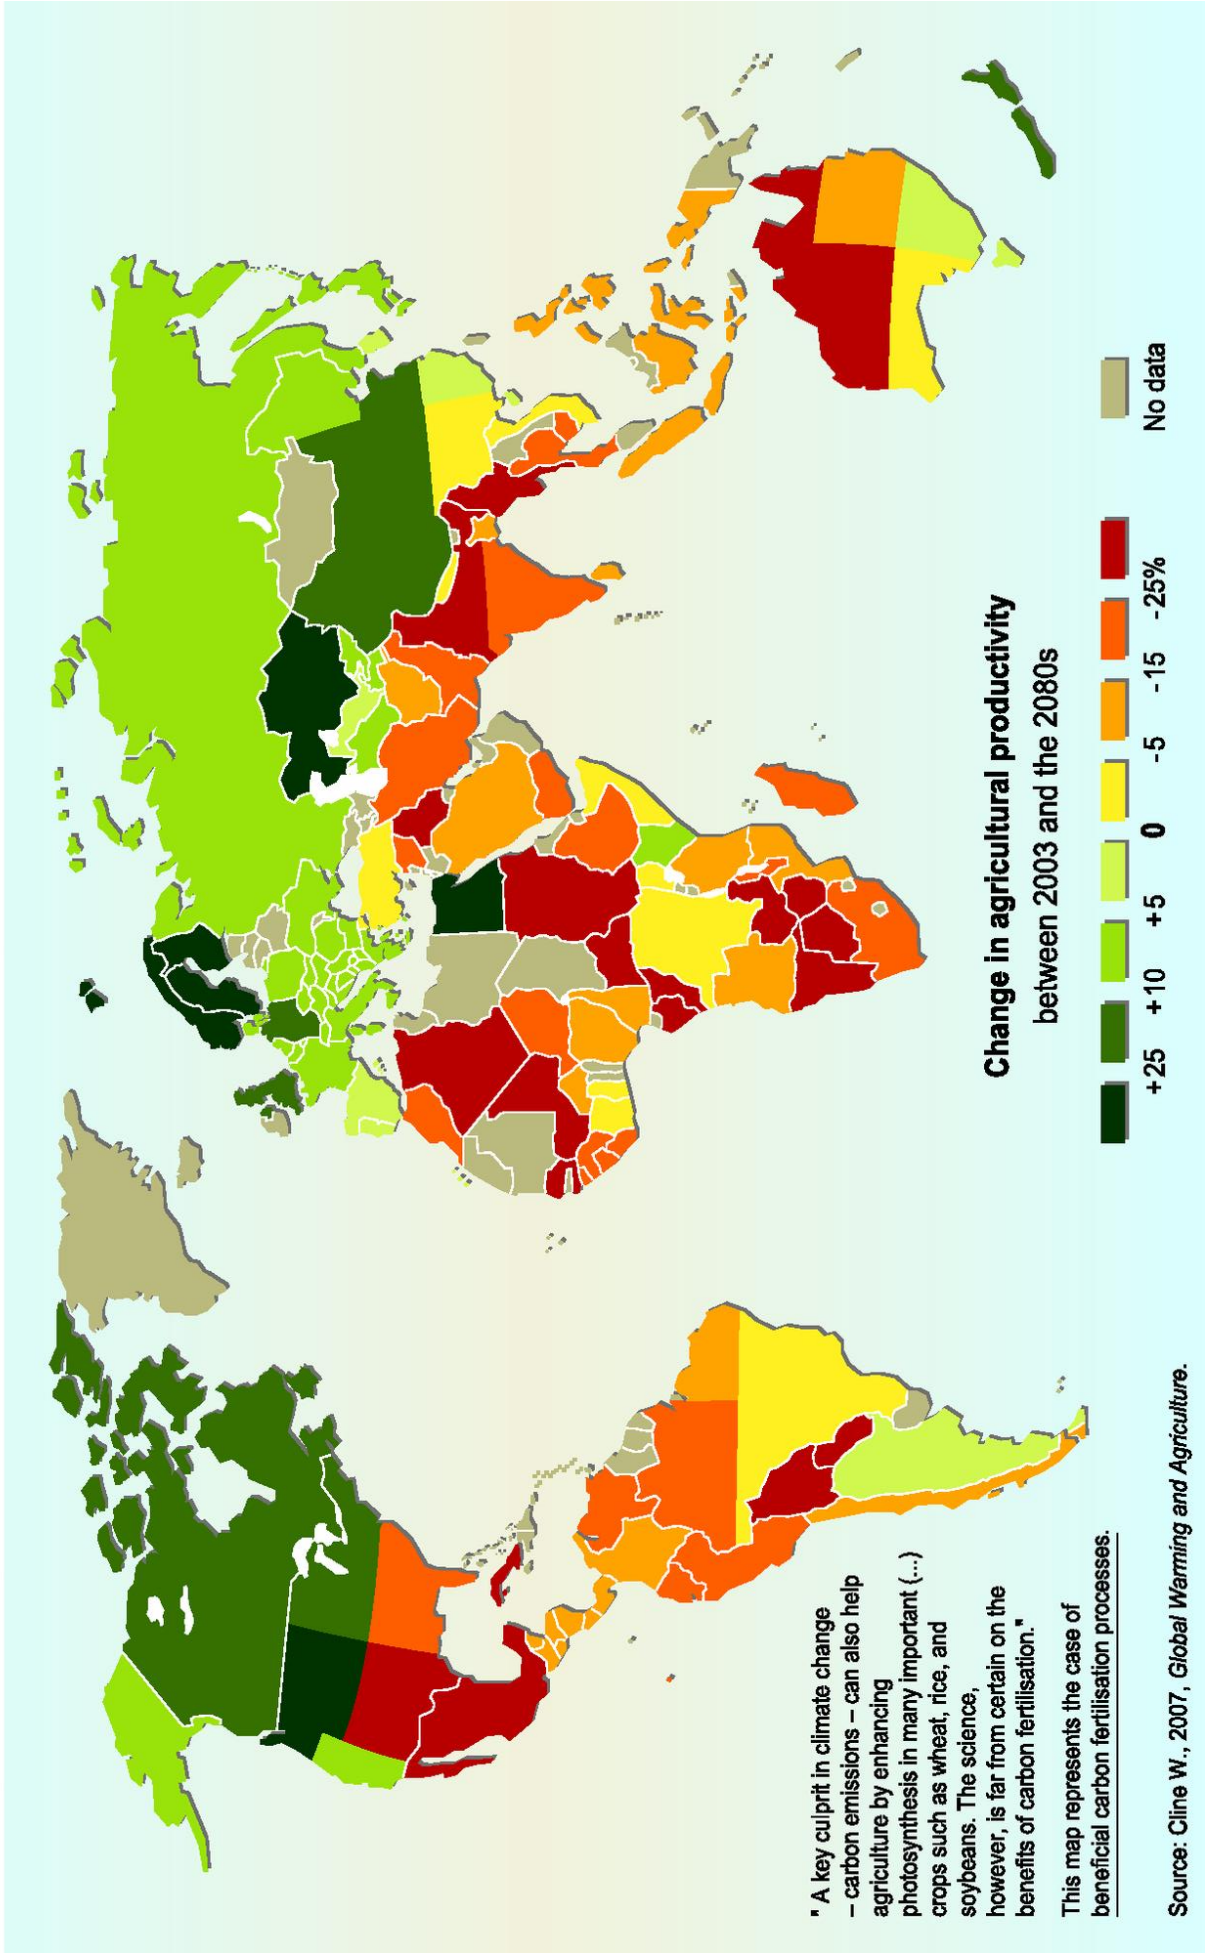 Change in agricultural productivity
between 2003 and the 2080s
+25 +10 +5 0 -5 -15 -25%
No data
" A key culprit in climate change
– carbon emissions – can also help
agriculture by enhancing
photosynthesis in many important (...)
crops such as wheat, rice, and
soybeans. The science,
however, is far from certain on the
benefits of carbon fertilisation."
This map represents the case of
beneficial carbon fertilisation processes.
Source: Cline W., 2007, Global Warming and Agriculture.